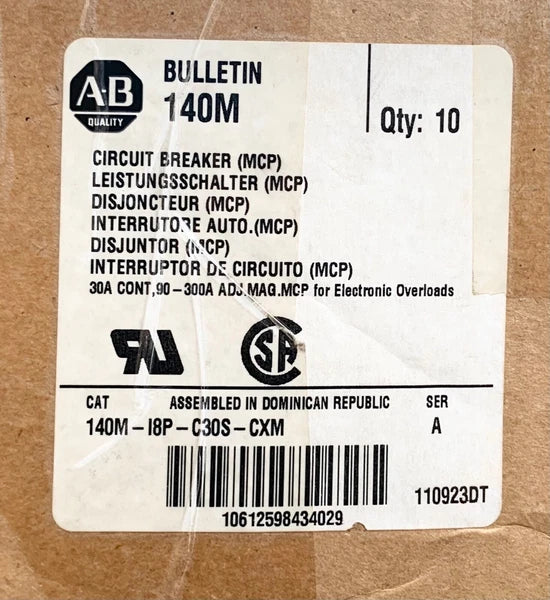 A-B
QUALITY
BULLETIN
140M
Qty: 10
CIRCUIT BREAKER (MCP)
LEISTUNGSSCHALTER (MCP)
DISJONCTEUR (MCP)
INTERRUTORE AUTO.(MCP)
DISJUNTOR (MCP)
INTERRUPTOR DE CIRCUITO (MCP)
30A CONT,90-300A ADJ MAG.MCP for Electronic Overloads
RU
CSA
CAT ASSEMBLED IN DOMINICAN REPUBLIC SER
140M-I8P-C30S-CXM A
110923DT
10612598434029